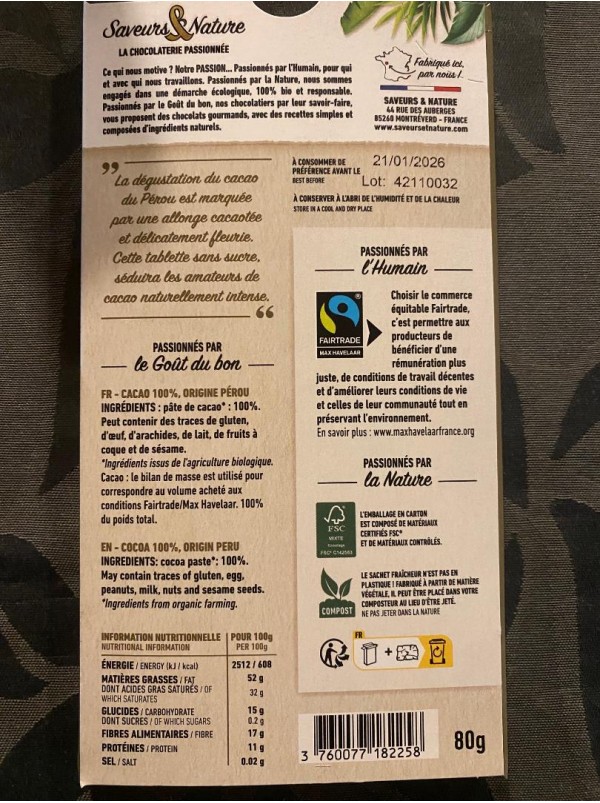 Saveurs & Nature
LA CHOCOLATERIE PASSIONNÉE
Ce qui nous motive ? Notre PASSION... Passionnés par l'Humain, pour qui
et avec qui nous travaillons. Passionnés par la Nature, nous sommes
engagés dans une démarche écologique, 100% bio et responsable.
Passionnés par le Goût du bon, nos chocolatiers par leur savoir-faire,
vous proposent des chocolats gourmands, avec des recettes simples et
composées d'ingrédients naturels.
Fabriqué ici,
par nous !
SAVEURS & NATURE
44 RUE DES AUBERGES
85260 MONTRÉVERD - FRANCE
www.saveursetnature.com
"
La dégustation du cacao
du Pérou est marquée
par une allonge cacaotée
et délicatement fleurie.
Cette tablette sans sucre,
séduira les amateurs de
cacao naturellement intense.
"
À CONSOMMER DE
PRÉFÉRENCE AVANT LE
BEST BEFORE
21/01/2026
Lot: 42110032
À CONSERVER À L'ABRI DE L'HUMIDITÉ ET DE LA CHALEUR
STORE IN A COOL AND DRY PLACE
PASSIONNÉS PAR
le Goût du bon
FR - CACAO 100%, ORIGINE PÉROU
INGRÉDIENTS : pâte de cacao* : 100%.
Peut contenir des traces de gluten,
d'œuf, d'arachides, de lait, de fruits à
coque et de sésame.
*Ingrédients issus de l'agriculture biologique.
Cacao : le bilan de masse est utilisé pour
correspondre au volume acheté aux
conditions Fairtrade/Max Havelaar. 100%
du poids total.
EN - COCOA 100%, ORIGIN PERU
INGREDIENTS: cocoa paste*: 100%.
May contain traces of gluten, egg,
peanuts, milk, nuts and sesame seeds.
*Ingredients from organic farming.
INFORMATION NUTRITIONNELLE POUR 100g
NUTRITIONAL INFORMATION PER 100g
ÉNERGIE / ENERGY (kJ / kcal) 2512 / 608
MATIÈRES GRASSES / FAT 52 g
DONT ACIDES GRAS SATURÉS / OF
WHICH SATURATES 32 g
GLUCIDES / CARBOHYDRATE 15 g
DONT SUCRES / OF WHICH SUGARS 0.2 g
FIBRES ALIMENTAIRES / FIBRE 17 g
PROTÉINES / PROTEIN 11 g
SEL / SALT 0.02 g
PASSIONNÉS PAR
l'Humain
FAIRTRADE
MAX HAVELAAR
Choisir le commerce
équitable Fairtrade,
c'est permettre aux
producteurs de
bénéficier d'une
rémunération plus
juste, de conditions de travail décentes
et d'améliorer leurs conditions de vie
et celles de leur communauté tout en
préservant l'environnement.
En savoir plus : www.maxhavelaarfrance.org
PASSIONNÉS PAR
la Nature
FSC
MIXTE
L'EMBALLAGE EN CARTON
EST COMPOSÉ DE MATÉRIAUX
CERTIFIÉS FSC®
ET DE MATÉRIAUX CONTRÔLÉS.
COMPOST
LE SACHET FRAÎCHEUR N'EST PAS EN
PLASTIQUE ! FABRIQUÉ À PARTIR DE MATIÈRE
VÉGÉTALE, IL PEUT ÊTRE PLACÉ DANS VOTRE
COMPOSTEUR AU LIEU D'ÊTRE JETÉ.
NE PAS JETER DANS LA NATURE
FR
+
3 760077 182258
80g